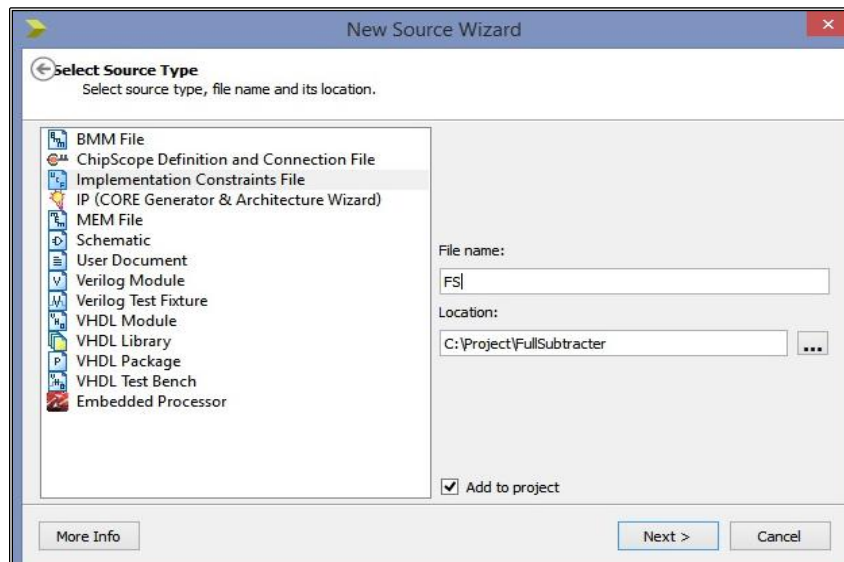 New Source Wizard
Select Source Type
Select source type, file name and its location.
BMM File
ChipScope Definition and Connection File
Implementation Constraints File
IP (CORE Generator & Architecture Wizard)
MEM File
Schematic
User Document
Verilog Module
Verilog Test Fixture
VHDL Module
VHDL Library
VHDL Package
VHDL Test Bench
Embedded Processor
File name:
FS
Location:
C:\Project\FullSubtracter
...
Add to project
More Info
Next >
Cancel